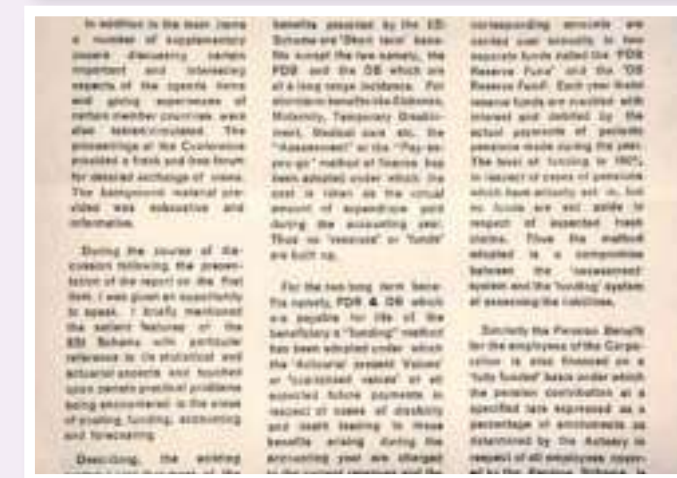 In addition to the main items
a number of supplementary
issues discussing certain
important and interesting
aspects of the agenda items
and giving experiences of
certain member countries were
also tabled/circulated. The
proceedings at the Conference
provided a frank and free forum
for detailed exchange of views.
The background material pro-
vided was exhaustive and
informative.
During the course of dis-
cussion following the presen-
tation of the report on the first
item, I was given an opportunity
to speak. I briefly mentioned
the salient features of the
ESI Scheme with particular
reference to its statistical and
actuarial aspects and touched
upon certain practical problems
being encountered in the areas
of costing, funding, accounting
and forecasting
Describing, the existing
benefits provided by the ESI
Scheme are 'Short term' bene-
fits except the two namely, the
PDB and the DB which are
of a long range incidence. For
shortterm benefits like Sickness,
Maternity, Temporary Disable-
ment, Medical care etc. the
"Assessment" or the "Pay-as-
you-go" method of finance has
been adopted under which the
cost is taken as the actual
amount of expenditure paid
during the accounting year.
Thus no 'reserves' or 'funds'
are built up.
For the two long term bene-
fits namely, PDB & DB which
are payable for life of the
beneficiary a "funding" method
has been adopted under which
the 'Actuarial present Values'
or 'capitalised values' of all
expected future payments in
respect of cases of disability
and death leading to these
benefits arising during the
accounting year are charged
to the current revenues and the
corresponding amounts are
carried over annually in two
separate funds called the 'PDB
Reserve Fund' and the 'DB
Reserve Fund'. Each year these
reserve funds are credited with
interest and debited by the
actual payments of periodic
pensions made during the year.
The level of funding is 100%
in respect of cases of pensions
which have actually set in, but
no funds are set aside in
respect of expected fresh
claims. Thus the method
adopted is a compromise
between the 'assessment'
system and the 'funding' system
of assessing the liabilities.
Similarly the Pension Benefit
for the employees of the Corpo-
ration is also financed on a
'fully funded' basis under which
the pension contribution at a
specified rate expressed as a
percentage of emoluments as
determined by the Actuary in
respect of all employees cover-
ed by the Pension Scheme, is